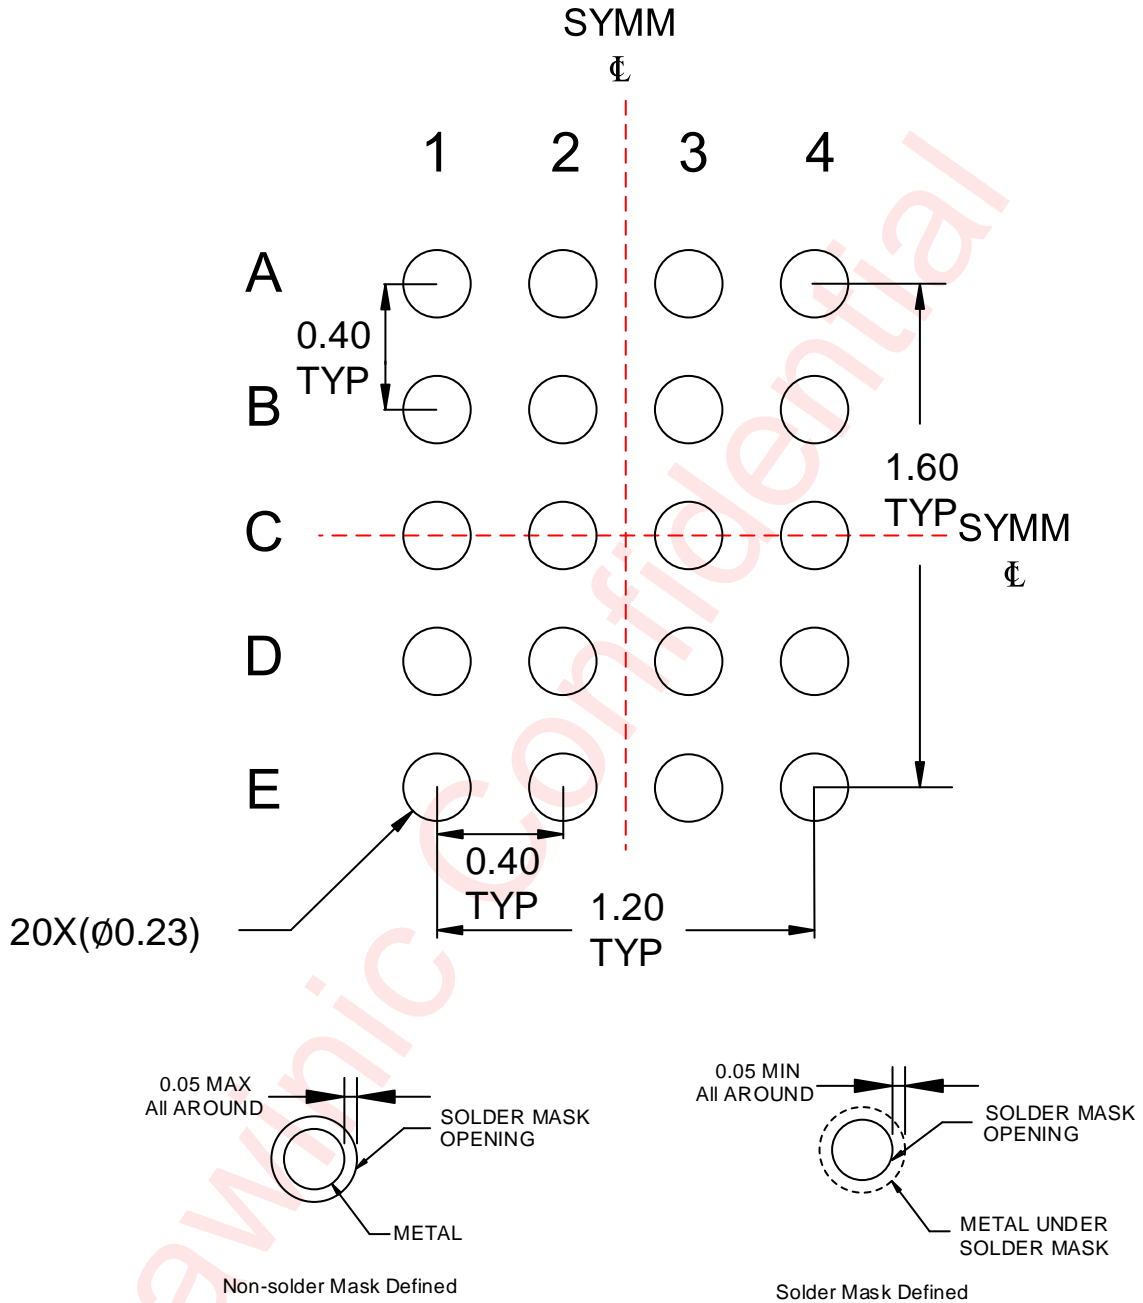 SYMM
℄
1 2 3 4
A
0.40
TYP
B
1.60
TYP
C
SYMM
℄
D
E
0.40
TYP
1.20
TYP
20X(ø0.23)
0.05 MAX
All AROUND
SOLDER MASK
OPENING
METAL
Non-solder Mask Defined
0.05 MIN
All AROUND
SOLDER MASK
OPENING
METAL UNDER
SOLDER MASK
Solder Mask Defined
awinic Confidential